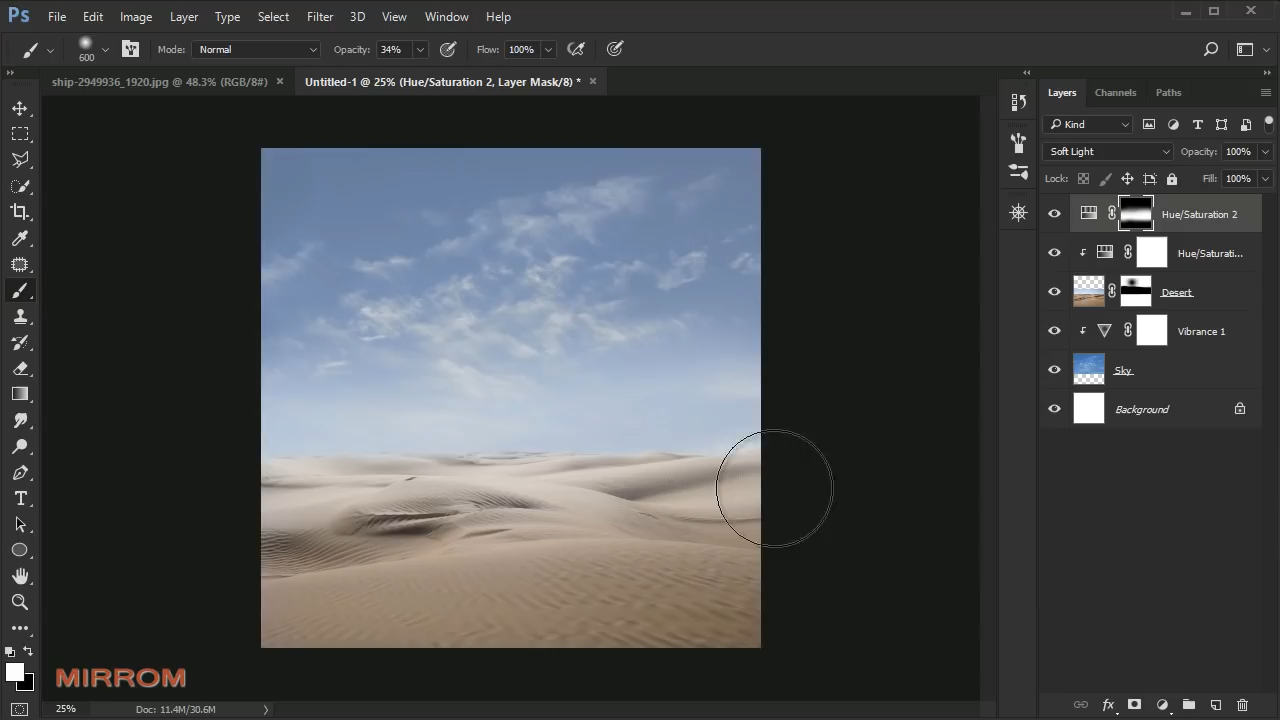 Ps File Edit Image Layer Type Select Filter 3D View Window Help
600 Mode: Normal Opacity: 34% Flow: 100%
ship-2949936_1920.jpg @ 48.3% (RGB/8#) × Untitled-1 @ 25% (Hue/Saturation 2, Layer Mask/8) * ×
Layers Channels Paths
Kind
Soft Light Opacity: 100%
Lock: Fill: 100%
Hue/Saturation 2
Hue/Saturati...
Desert
Vibrance 1
Sky
Background
MIRROM
25% Doc: 11.4M/30.6M
fx